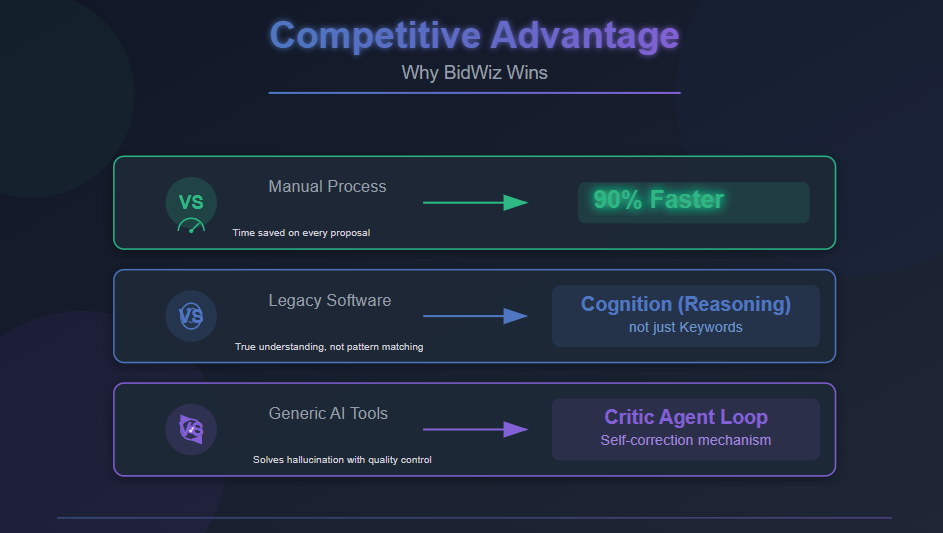 Competitive Advantage
Why BidWiz Wins
VS
Manual Process
90% Faster
Time saved on every proposal
VS
Legacy Software
Cognition (Reasoning)
not just Keywords
True understanding, not pattern matching
VS
Generic AI Tools
Critic Agent Loop
Self-correction mechanism
Solves hallucination with quality control